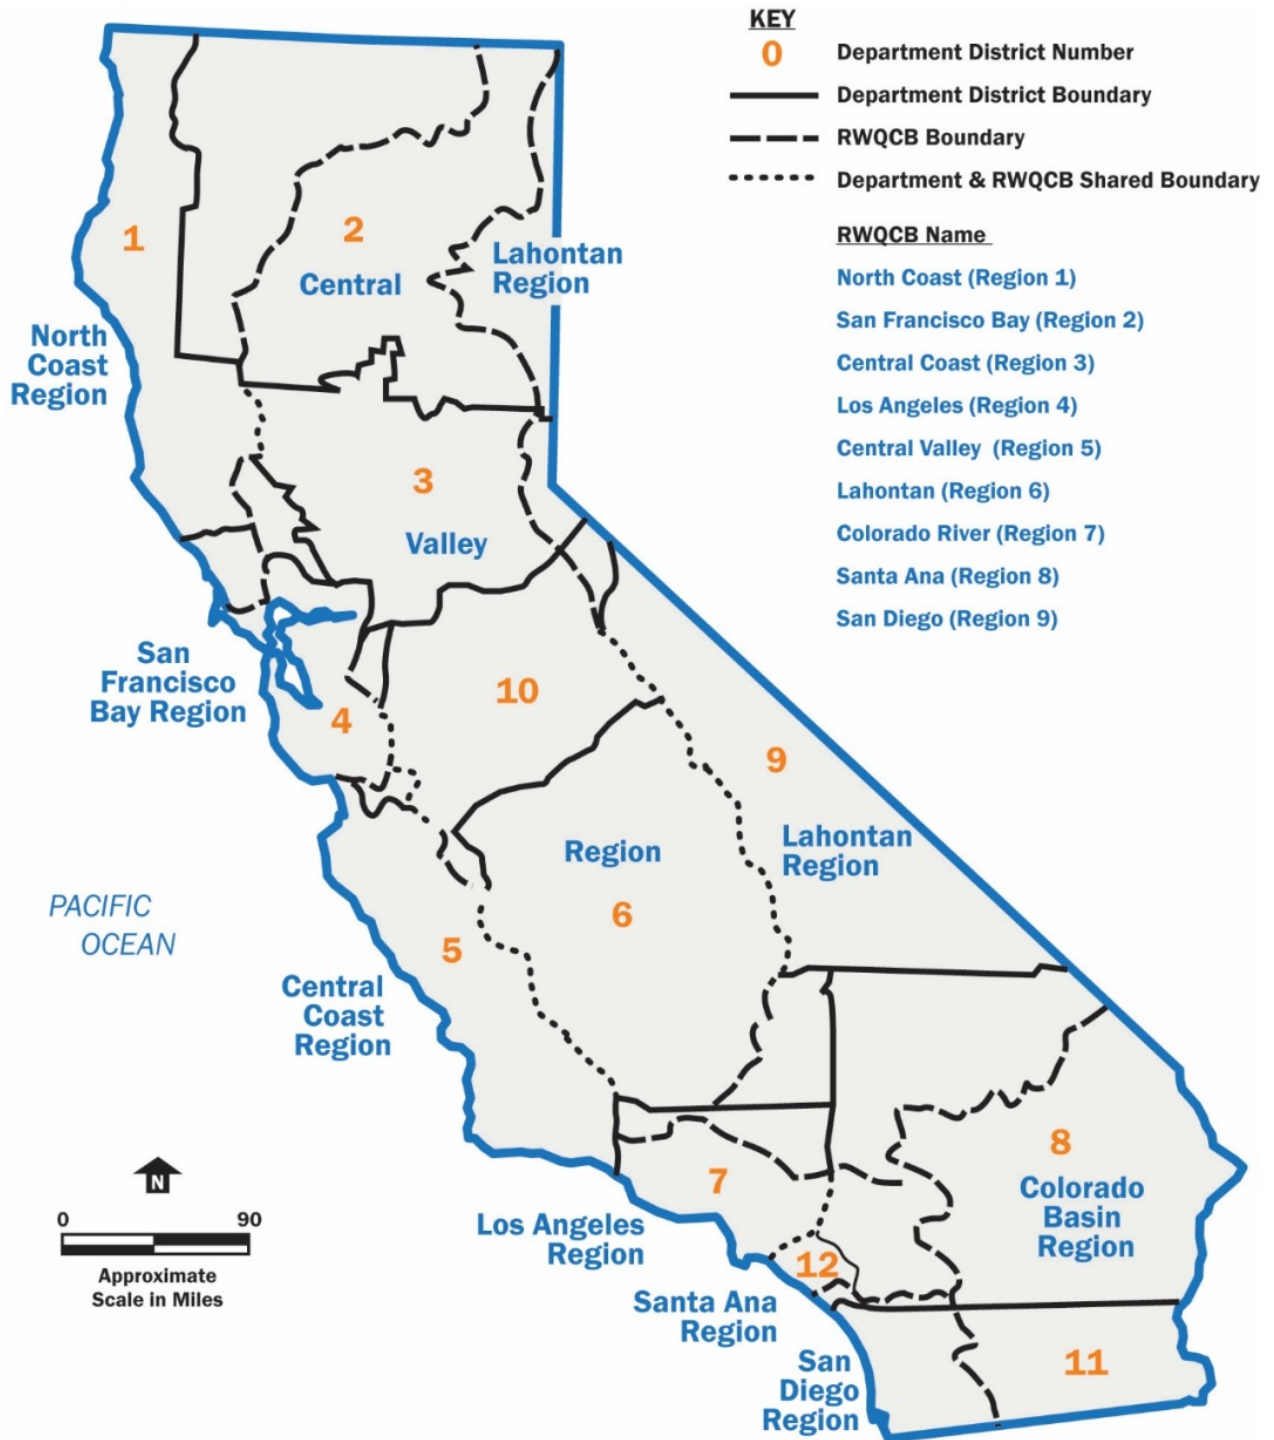 KEY
0 Department District Number
Department District Boundary
RWQCB Boundary
Department & RWQCB Shared Boundary
RWQCB Name
North Coast (Region 1)
San Francisco Bay (Region 2)
Central Coast (Region 3)
Los Angeles (Region 4)
Central Valley (Region 5)
Lahontan (Region 6)
Colorado River (Region 7)
Santa Ana (Region 8)
San Diego (Region 9)
1
2
Central
Lahontan
Region
North
Coast
Region
3
Valley
San
Francisco
Bay Region
10
4
9
Lahontan
Region
Region
6
PACIFIC
OCEAN
5
Central
Coast
Region
8
Colorado
Basin
Region
7
N
0 90
Approximate
Scale in Miles
Los Angeles
Region
12
Santa Ana
Region
San
Diego
Region
11